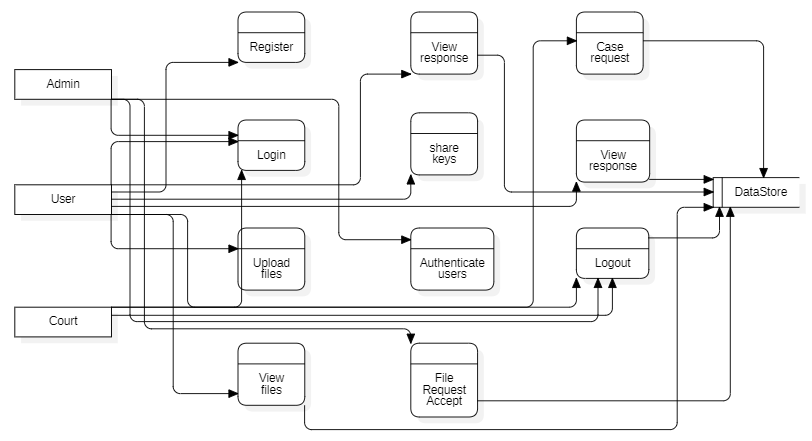 Register
View
response
Case
request
Admin
Login
share
keys
View
response
User
DataStore
Upload
files
Authenticate
users
Logout
Court
View
files
File
Request
Accept